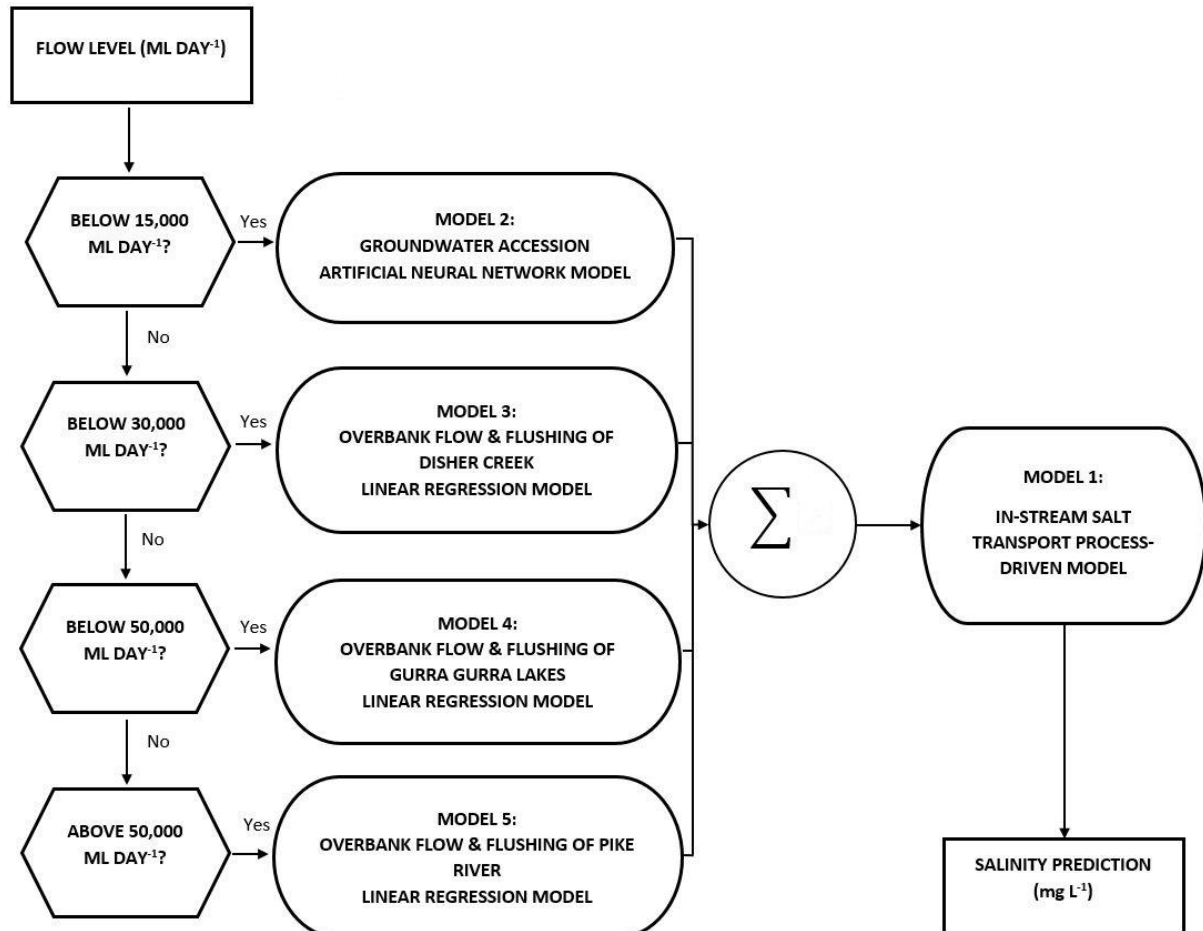 FLOW LEVEL (ML DAY⁻¹)
BELOW 15,000
ML DAY⁻¹?
Yes
MODEL 2:
GROUNDWATER ACCESSION
ARTIFICIAL NEURAL NETWORK MODEL
No
BELOW 30,000
ML DAY⁻¹?
Yes
MODEL 3:
OVERBANK FLOW & FLUSHING OF
DISHER CREEK
LINEAR REGRESSION MODEL
No
BELOW 50,000
ML DAY⁻¹?
Yes
MODEL 4:
OVERBANK FLOW & FLUSHING OF
GURRA GURRA LAKES
LINEAR REGRESSION MODEL
No
ABOVE 50,000
ML DAY⁻¹?
Yes
MODEL 5:
OVERBANK FLOW & FLUSHING OF PIKE
RIVER
LINEAR REGRESSION MODEL
∑
MODEL 1:
IN-STREAM SALT
TRANSPORT PROCESS-
DRIVEN MODEL
SALINITY PREDICTION
(mg L⁻¹)